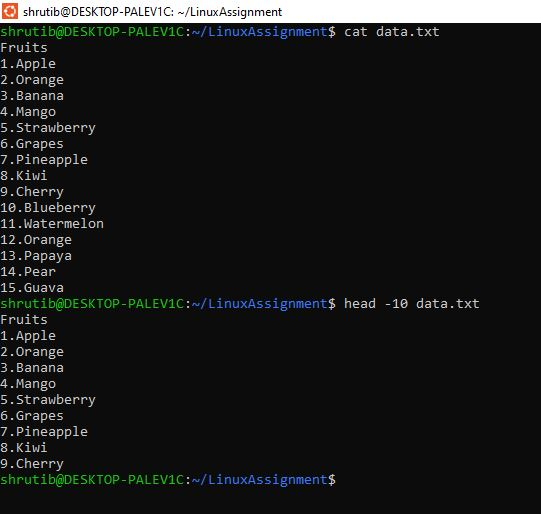 shrutib@DESKTOP-PALEV1C: ~/LinuxAssignment
shrutib@DESKTOP-PALEV1C:~/LinuxAssignment$ cat data.txt
Fruits
1.Apple
2.Orange
3.Banana
4.Mango
5.Strawberry
6.Grapes
7.Pineapple
8.Kiwi
9.Cherry
10.Blueberry
11.Watermelon
12.Orange
13.Papaya
14.Pear
15.Guava
shrutib@DESKTOP-PALEV1C:~/LinuxAssignment$ head -10 data.txt
Fruits
1.Apple
2.Orange
3.Banana
4.Mango
5.Strawberry
6.Grapes
7.Pineapple
8.Kiwi
9.Cherry
shrutib@DESKTOP-PALEV1C:~/LinuxAssignment$